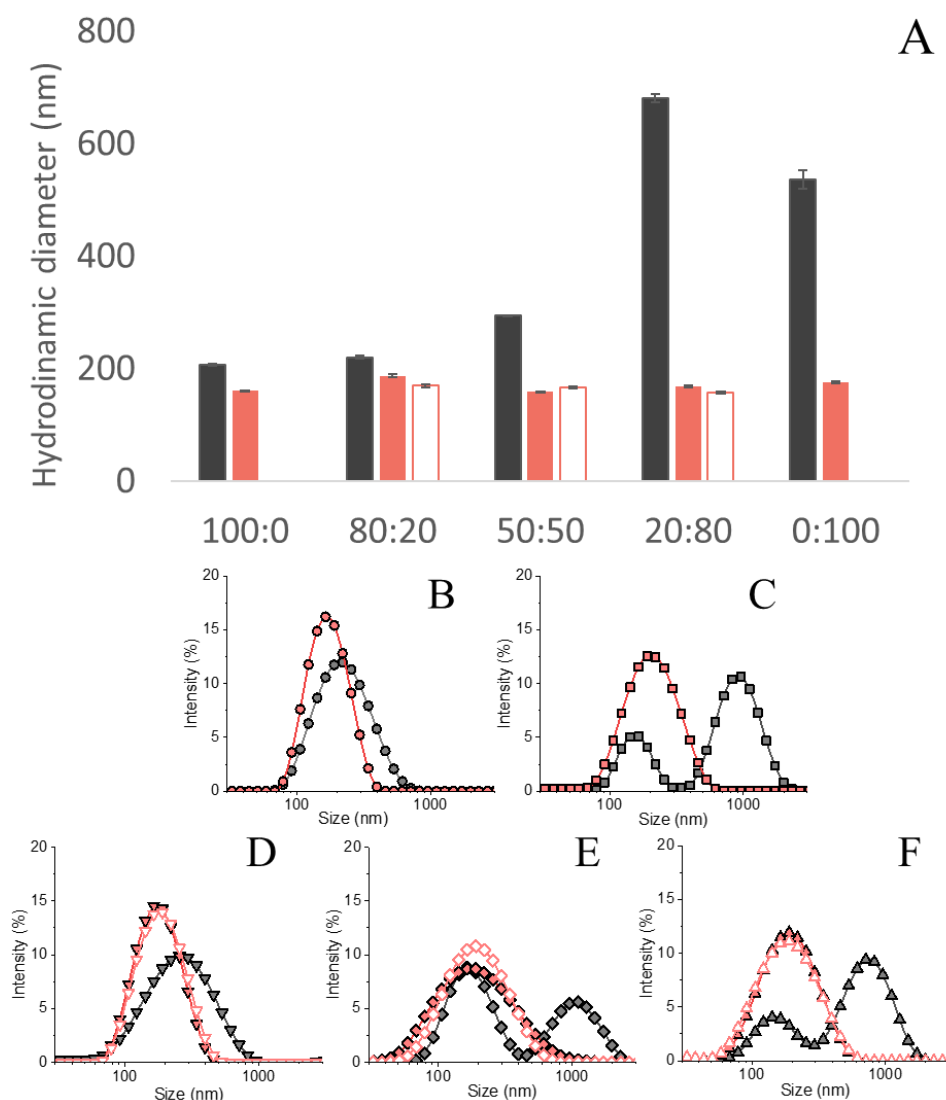 A
Hydrodinamic diameter (nm)
800
600
400
200
0
100:0 80:20 50:50 20:80 0:100
B
Intensity (%)
20
15
10
5
0
100 1000
Size (nm)
C
Intensity (%)
20
15
10
5
0
100 1000
Size (nm)
D
Intensity (%)
20
15
10
5
0
100 1000
Size (nm)
E
Intensity (%)
20
15
10
5
0
100 1000
Size (nm)
F
Intensity (%)
20
15
10
5
0
100 1000
Size (nm)